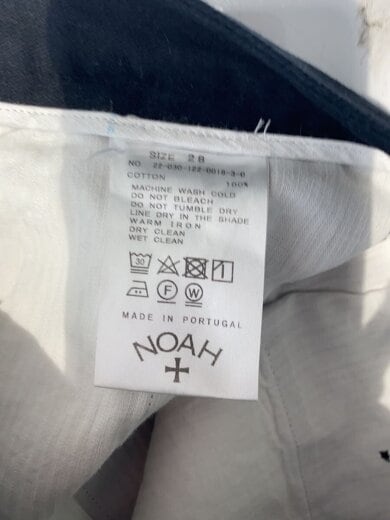 SIZE 28
NO. 22-030-122-0018-3-0
COTTON 100%
MACHINE WASH COLD
DO NOT BLEACH
DO NOT TUMBLE DRY
LINE DRY IN THE SHADE
WARM IRON
DRY CLEAN
WET CLEAN
30
F W
MADE IN PORTUGAL
NOAH